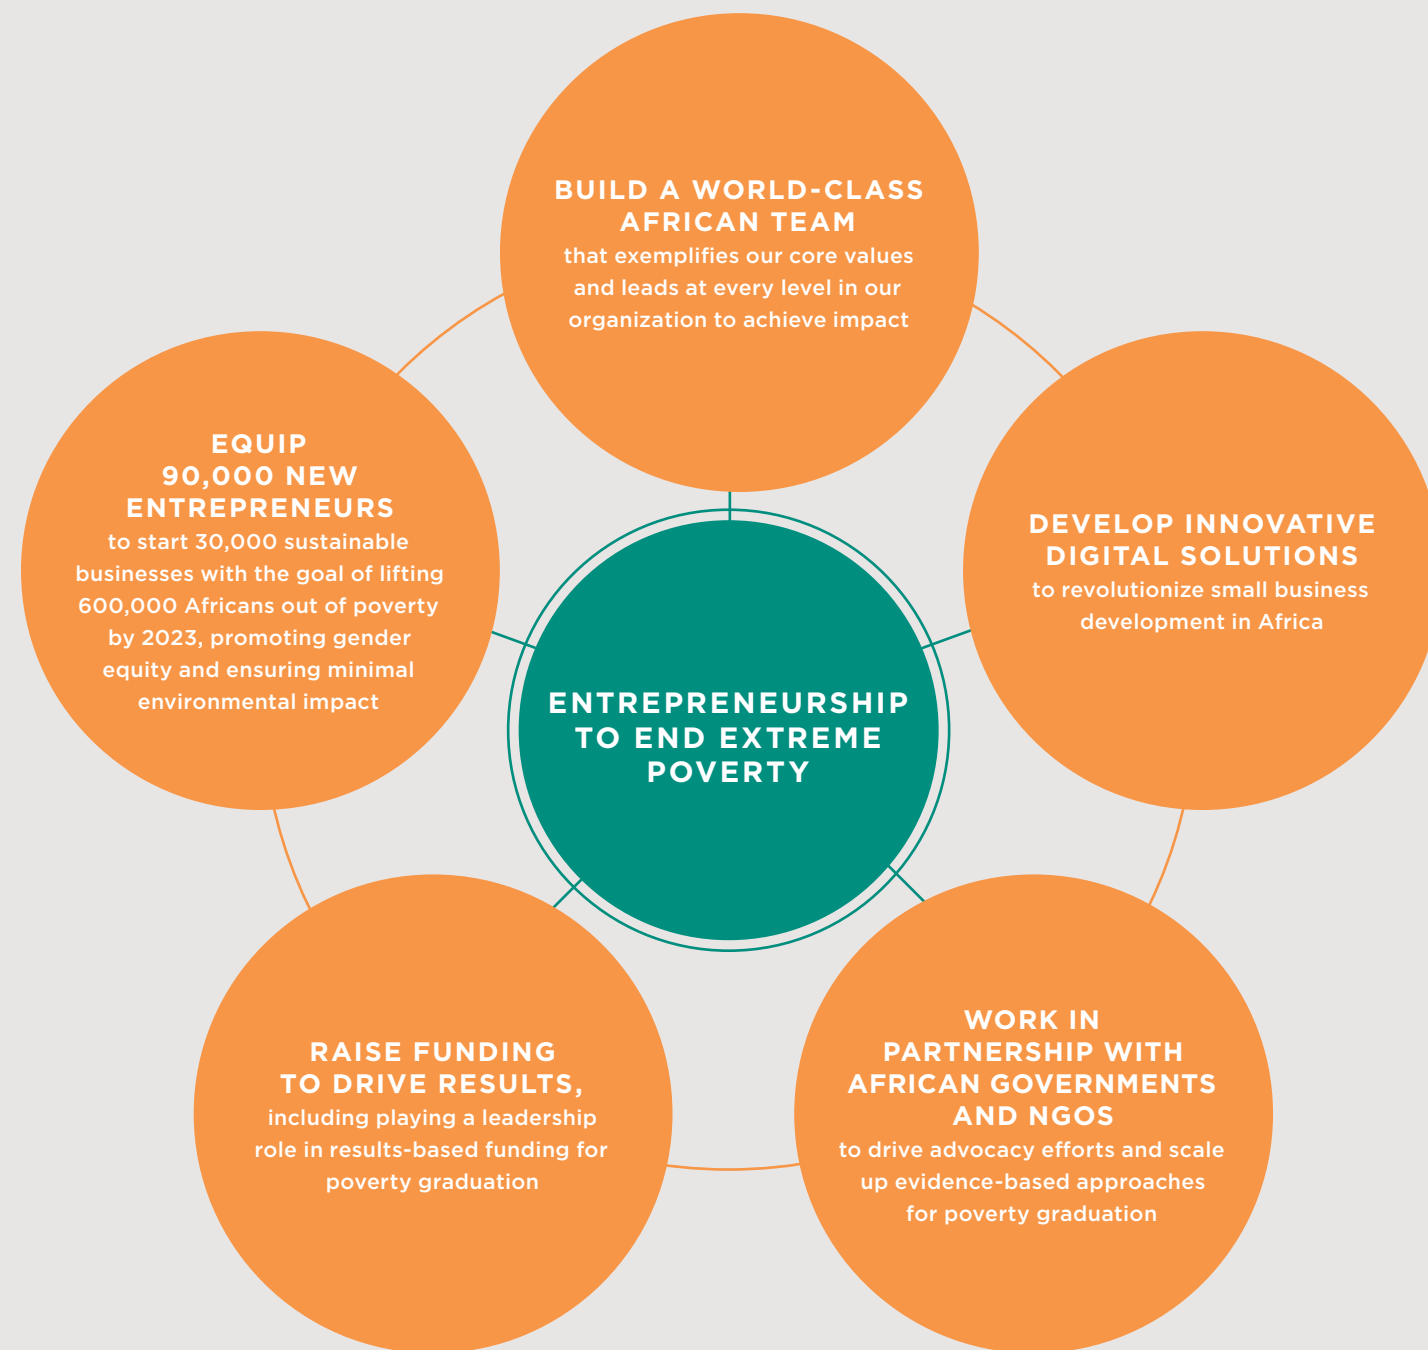 BUILD A WORLD-CLASS
AFRICAN TEAM
that exemplifies our core values
and leads at every level in our
organization to achieve impact
EQUIP
90,000 NEW
ENTREPRENEURS
to start 30,000 sustainable
businesses with the goal of lifting
600,000 Africans out of poverty
by 2023, promoting gender
equity and ensuring minimal
environmental impact
DEVELOP INNOVATIVE
DIGITAL SOLUTIONS
to revolutionize small business
development in Africa
ENTREPRENEURSHIP
TO END EXTREME
POVERTY
RAISE FUNDING
TO DRIVE RESULTS,
including playing a leadership
role in results-based funding for
poverty graduation
WORK IN
PARTNERSHIP WITH
AFRICAN GOVERNMENTS
AND NGOS
to drive advocacy efforts and scale
up evidence-based approaches
for poverty graduation